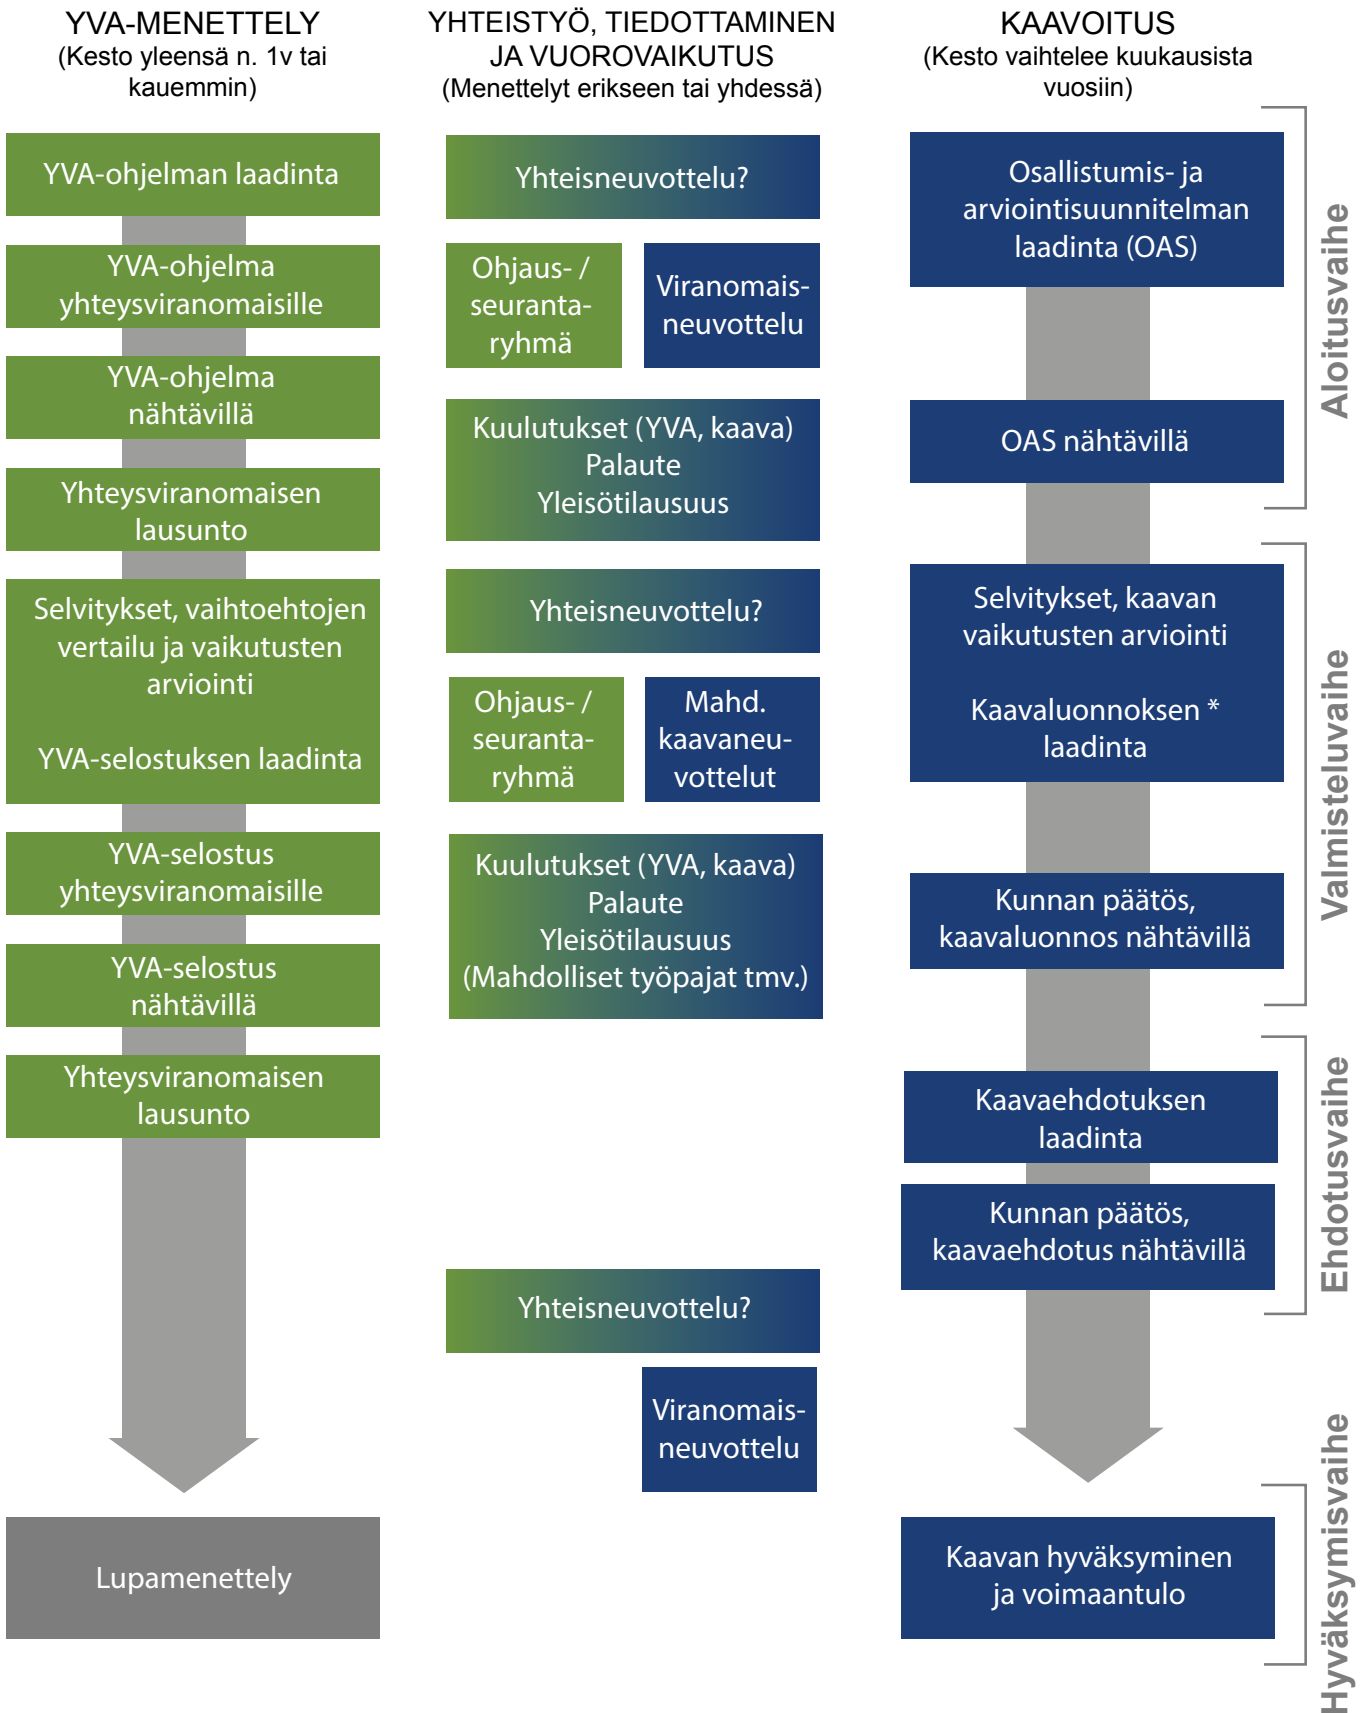 YVA-MENETTELY
(Kesto yleensä n. 1v tai
kauemmin)
YVA-ohjelman laadinta
YVA-ohjelma
yhteysviranomaisille
YVA-ohjelma
nähtävillä
Yhteysviranomaisen
lausunto
Selvitykset, vaihtoehtojen
vertailu ja vaikutusten
arviointi
YVA-selostuksen laadinta
YVA-selostus
yhteysviranomaisille
YVA-selostus
nähtävillä
Yhteysviranomaisen
lausunto
Lupamenettely
YHTEISTYÖ, TIEDOTTAMINEN
JA VUOROVAIKUTUS
(Menettelyt erikseen tai yhdessä)
Yhteisneuvottelu?
Ohjaus- /
seuranta-
ryhmä
Viranomais-
neuvottelu
Kuulutukset (YVA, kaava)
Palaute
Yleisötilausuus
Yhteisneuvottelu?
Ohjaus- /
seuranta-
ryhmä
Mahd.
kaavaneu-
vottelut
Kuulutukset (YVA, kaava)
Palaute
Yleisötilausuus
(Mahdolliset työpajat tmv.)
Yhteisneuvottelu?
Viranomais-
neuvottelu
KAAVOITUS
(Kesto vaihtelee kuukausista
vuosiin)
Osallistumis- ja
arviointisuunnitelman
laadinta (OAS)
OAS nähtävillä
Selvitykset, kaavan
vaikutusten arviointi
Kaavaluonnoksen *
laadinta
Kunnan päätös,
kaavaluonnos nähtävillä
Kaavaehdotuksen
laadinta
Kunnan päätös,
kaavaehdotus nähtävillä
Kaavan hyväksyminen
ja voimaantulo
Aloitusvaihe
Valmisteluvaihe
Ehdotusvaihe
Hyväksymisvaihe